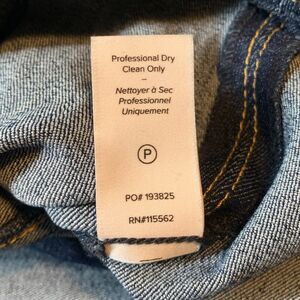 Professional Dry
Clean Only
–
Nettoyer à Sec
Professionnel
Uniquement
P
PO# 193825
RN#115562